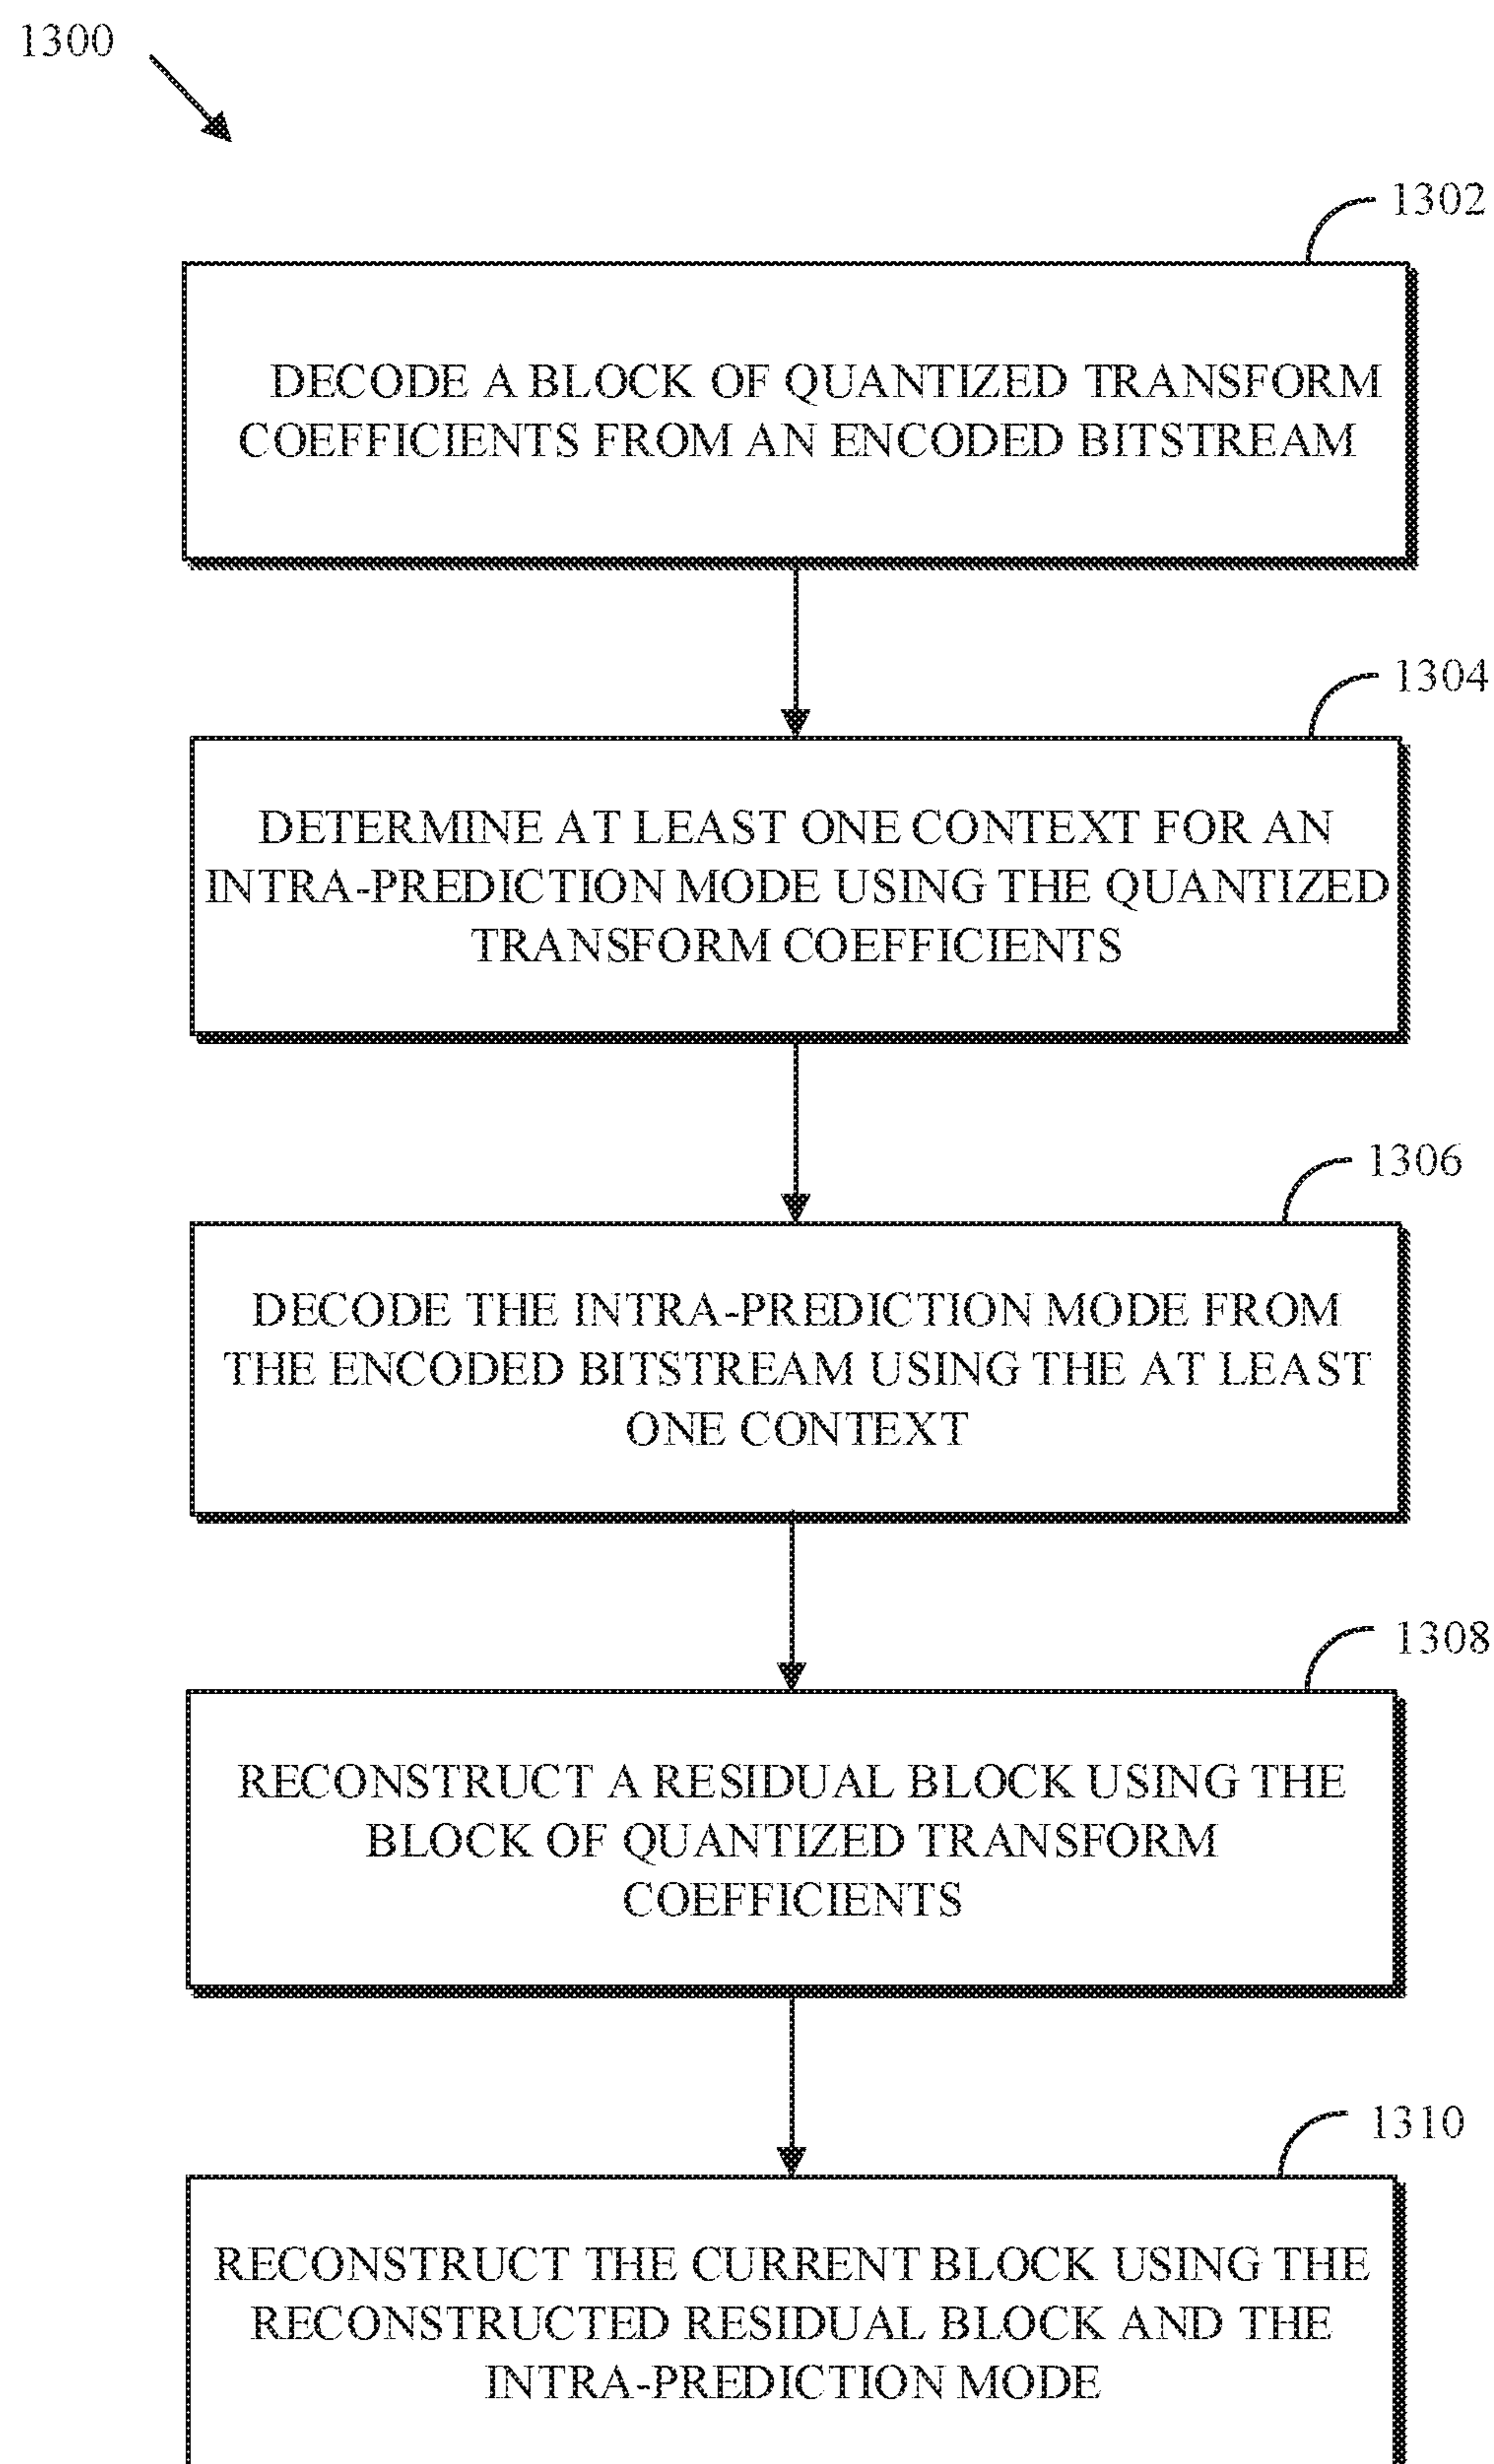 1300
1302
DECODE A BLOCK OF QUANTIZED TRANSFORM
COEFFICIENTS FROM AN ENCODED BITSTREAM
1304
DETERMINE AT LEAST ONE CONTEXT FOR AN
INTRA-PREDICTION MODE USING THE QUANTIZED
TRANSFORM COEFFICIENTS
1306
DECODE THE INTRA-PREDICTION MODE FROM
THE ENCODED BITSTREAM USING THE AT LEAST
ONE CONTEXT
1308
RECONSTRUCT A RESIDUAL BLOCK USING THE
BLOCK OF QUANTIZED TRANSFORM
COEFFICIENTS
1310
RECONSTRUCT THE CURRENT BLOCK USING THE
RECONSTRUCTED RESIDUAL BLOCK AND THE
INTRA-PREDICTION MODE